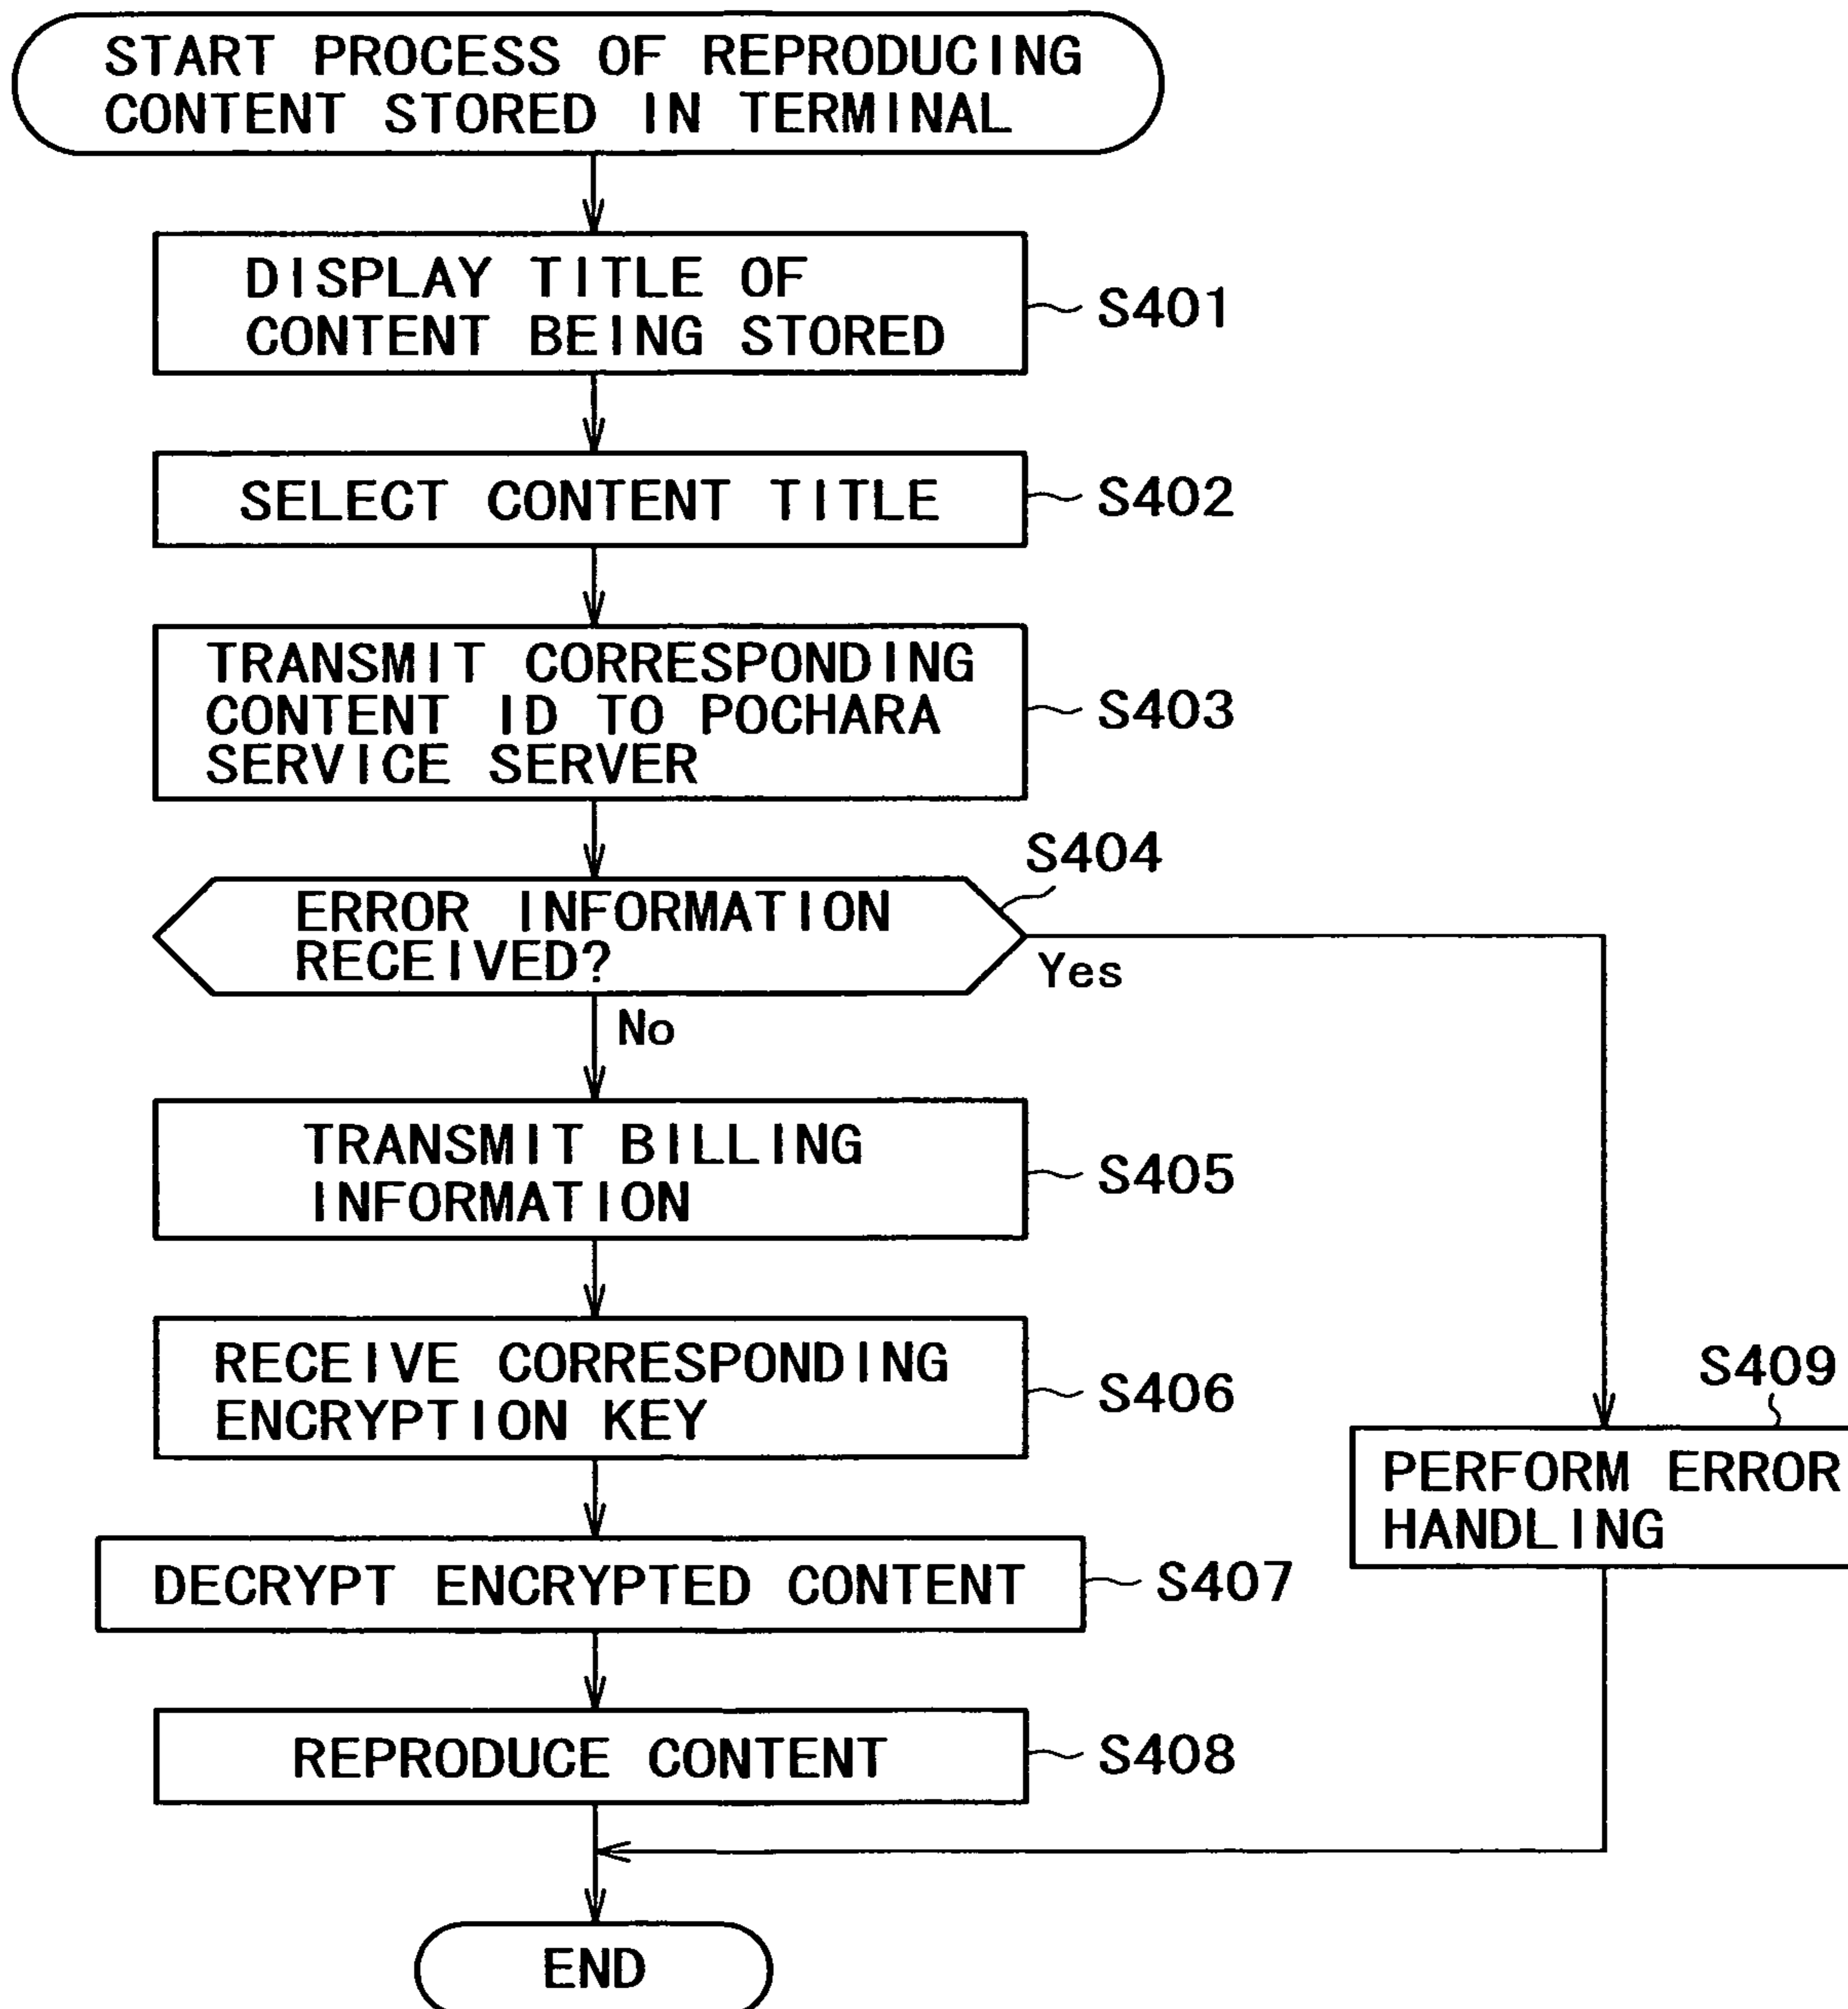 START PROCESS OF REPRODUCING
CONTENT STORED IN TERMINAL
DISPLAY TITLE OF
CONTENT BEING STORED
S401
SELECT CONTENT TITLE
S402
TRANSMIT CORRESPONDING
CONTENT ID TO POCHARA
SERVICE SERVER
S403
S404
ERROR INFORMATION
RECEIVED?
Yes
No
TRANSMIT BILLING
INFORMATION
S405
RECEIVE CORRESPONDING
ENCRYPTION KEY
S406
S409
PERFORM ERROR
HANDLING
DECRYPT ENCRYPTED CONTENT
S407
REPRODUCE CONTENT
S408
END